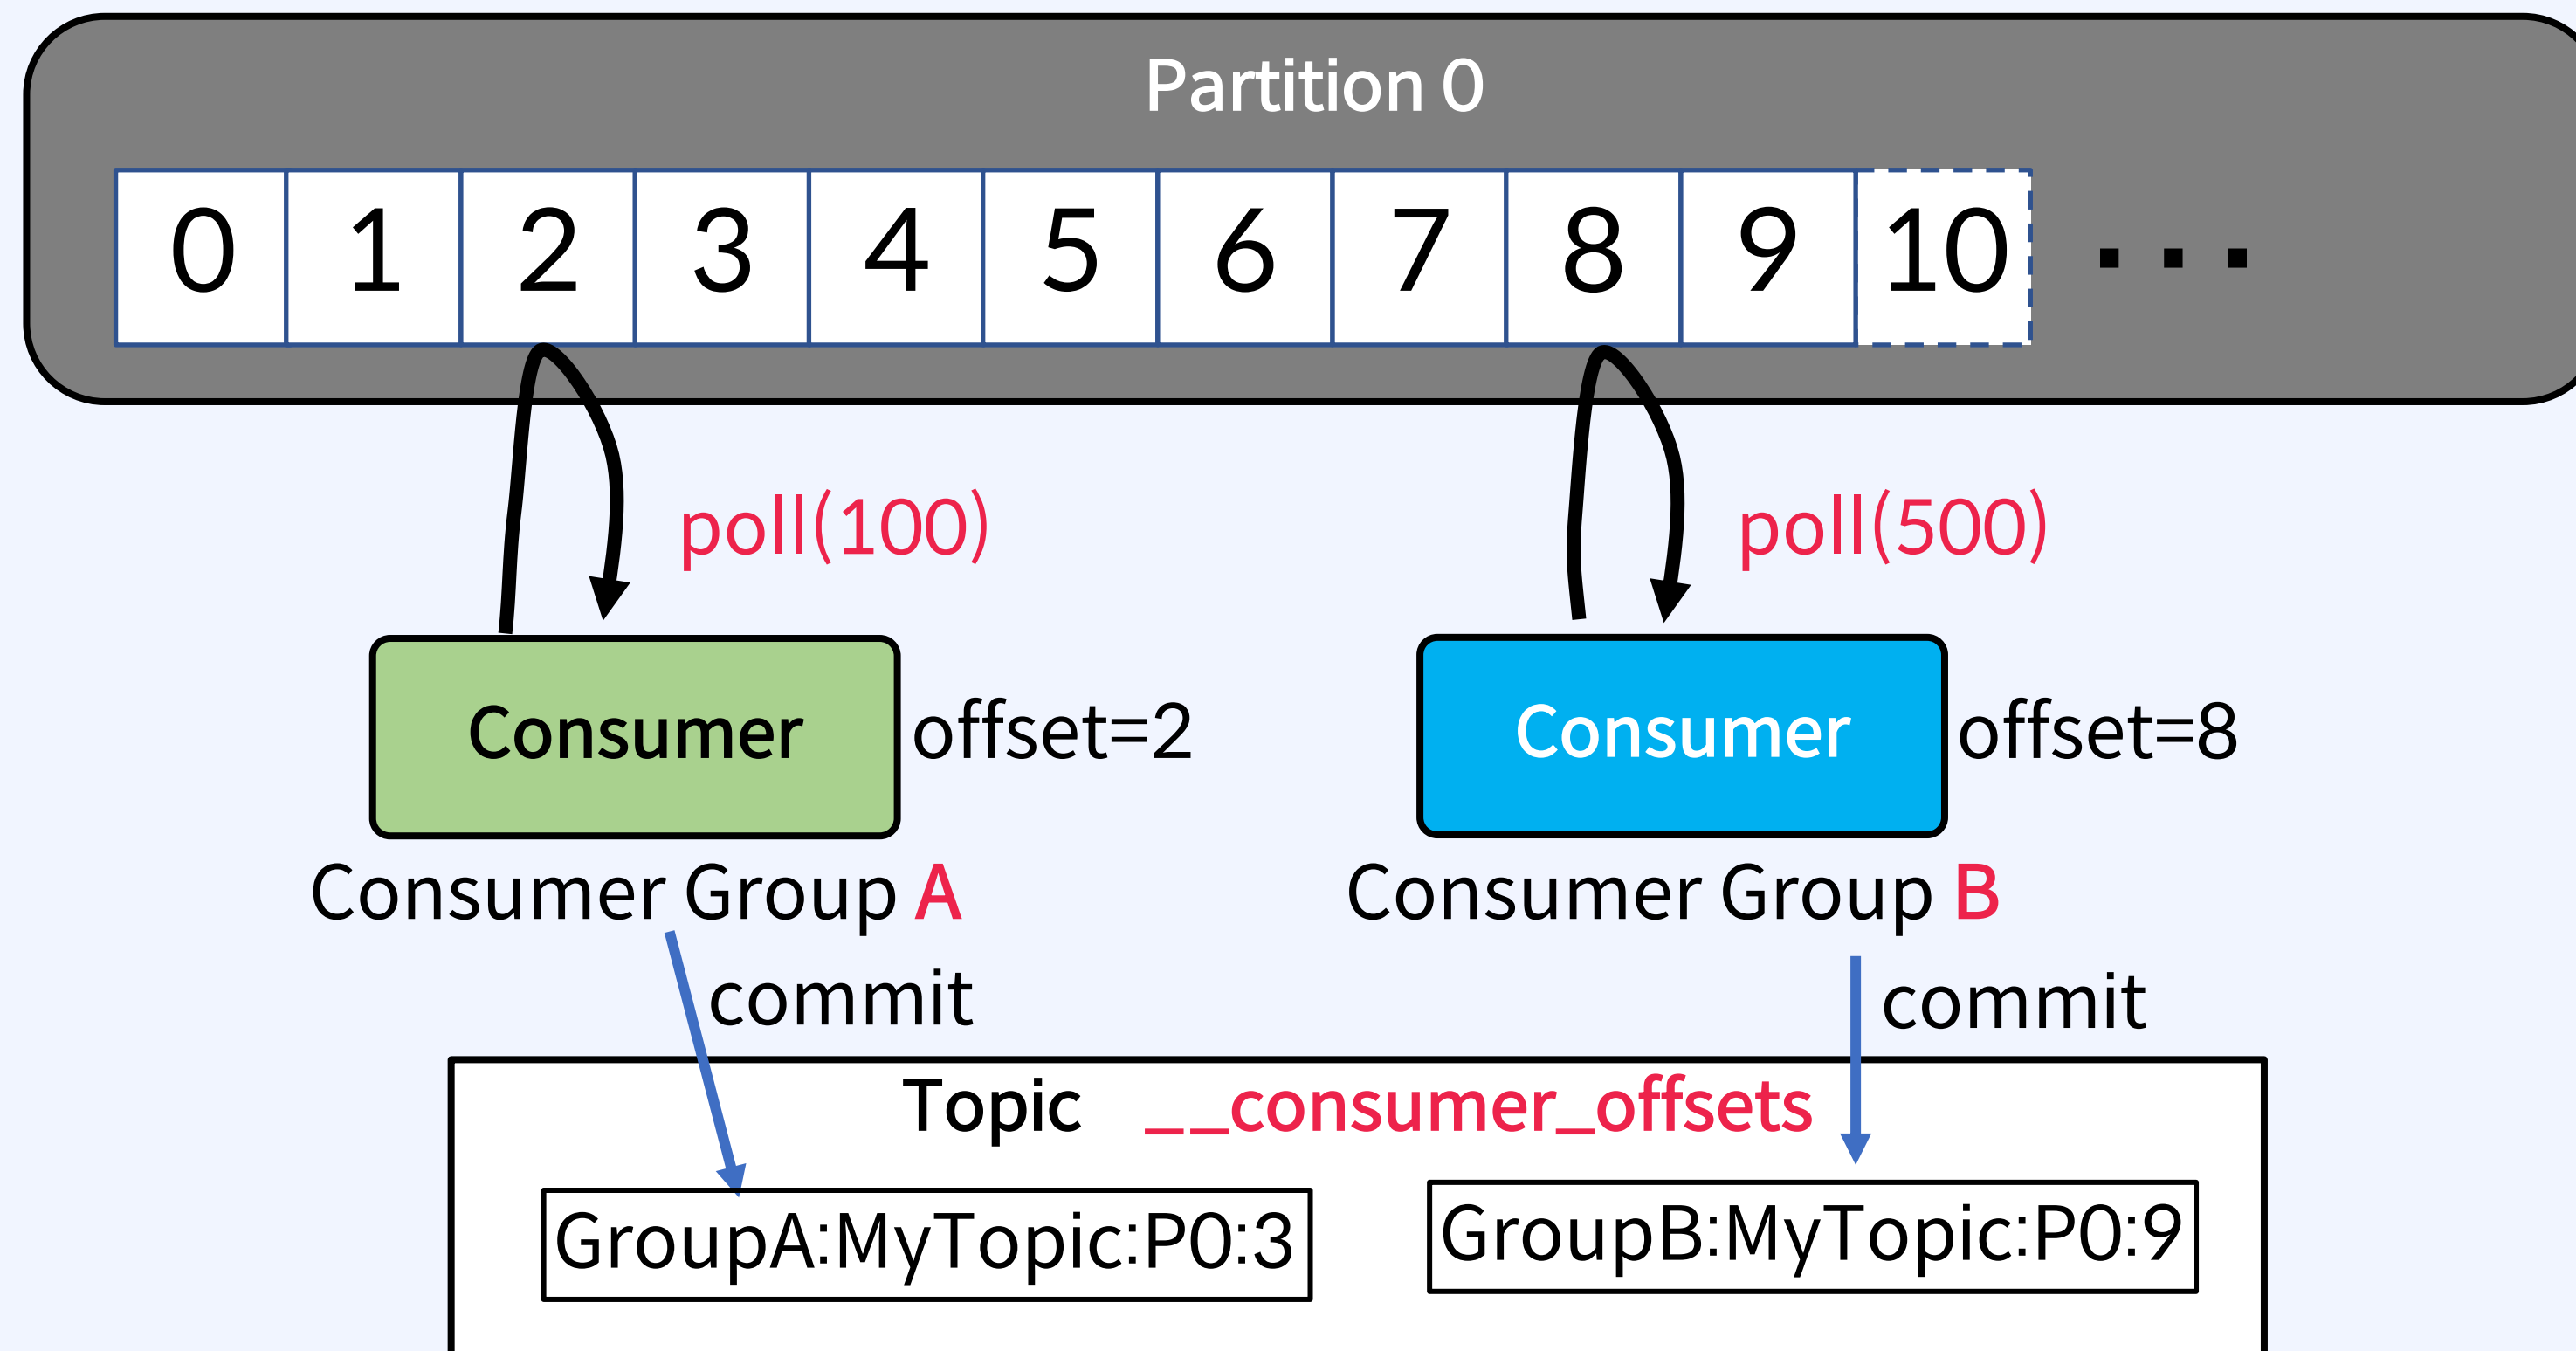 Partition 0
0 1 2 3 4 5 6 7 8 9 10 ...
poll(100)
poll(500)
Consumer
offset=2
Consumer
offset=8
Consumer Group A
Consumer Group B
commit
commit
Topic __consumer_offsets
GroupA:MyTopic:P0:3
GroupB:MyTopic:P0:9